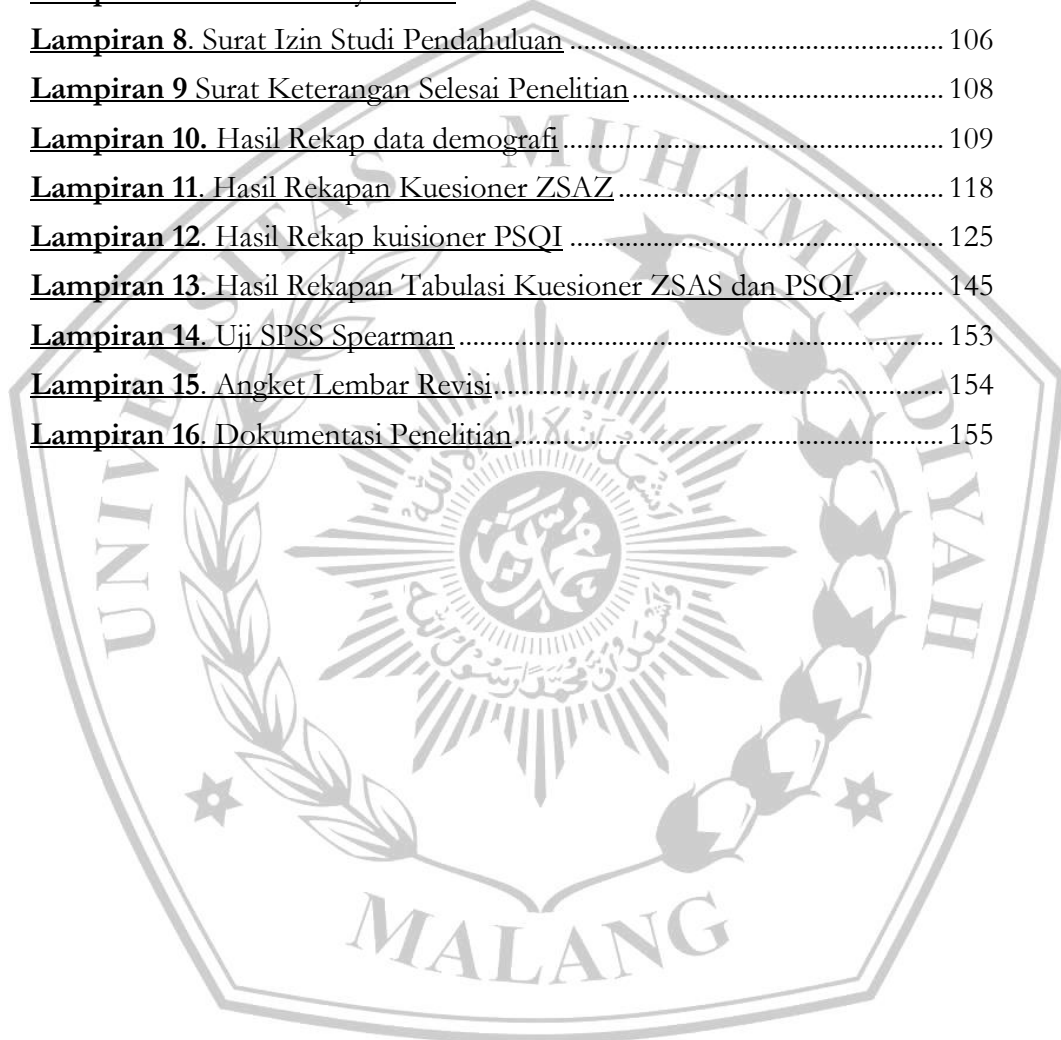 Lampiran 8. Surat Izin Studi Pendahuluan ........ 106
Lampiran 9 Surat Keterangan Selesai Penelitian ........ 108
Lampiran 10. Hasil Rekap data demografi ........ 109
Lampiran 11. Hasil Rekapan Kuesioner ZSAZ ........ 118
Lampiran 12. Hasil Rekap kuisioner PSQI ........ 125
Lampiran 13. Hasil Rekapan Tabulasi Kuesioner ZSAS dan PSQI ........ 145
Lampiran 14. Uji SPSS Spearman ........ 153
Lampiran 15. Angket Lembar Revisi ........ 154
Lampiran 16. Dokumentasi Penelitian ........ 155
UNIVERSITAS MUHAMMADIYAH
MALANG